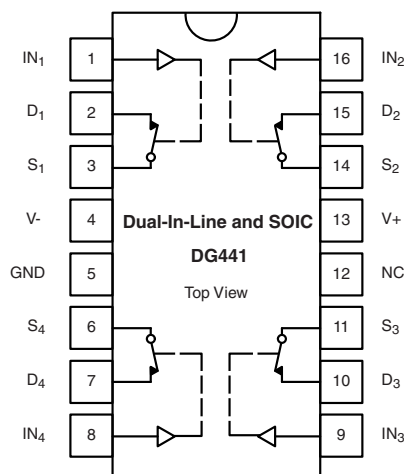 IN₁ 1 16 IN₂
D₁ 2 15 D₂
S₁ 3 14 S₂
V- 4 Dual-In-Line and SOIC 13 V+
DG441
GND 5 12 NC
Top View
S₄ 6 11 S₃
D₄ 7 10 D₃
IN₄ 8 9 IN₃